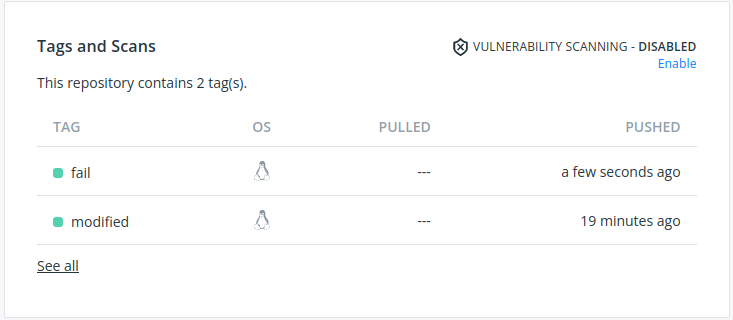 Tags and Scans
VULNERABILITY SCANNING - DISABLED
Enable
This repository contains 2 tag(s).
TAG OS PULLED PUSHED
fail --- a few seconds ago
modified --- 19 minutes ago
See all